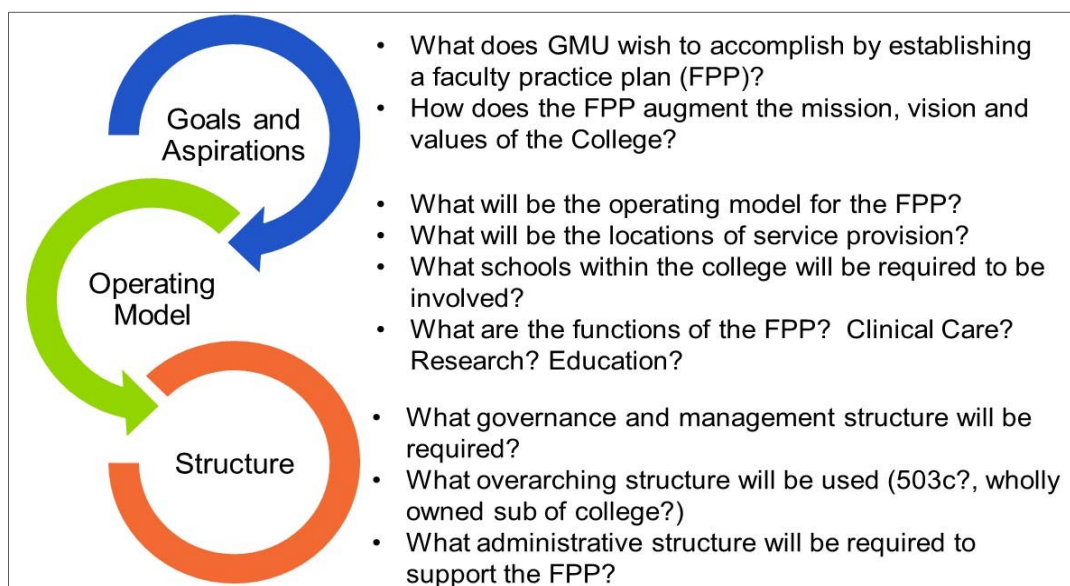 Goals and
Aspirations
• What does GMU wish to accomplish by establishing
a faculty practice plan (FPP)?
• How does the FPP augment the mission, vision and
values of the College?
Operating
Model
• What will be the operating model for the FPP?
• What will be the locations of service provision?
• What schools within the college will be required to be
involved?
• What are the functions of the FPP? Clinical Care?
Research? Education?
Structure
• What governance and management structure will be
required?
• What overarching structure will be used (503c?, wholly
owned sub of college?)
• What administrative structure will be required to
support the FPP?